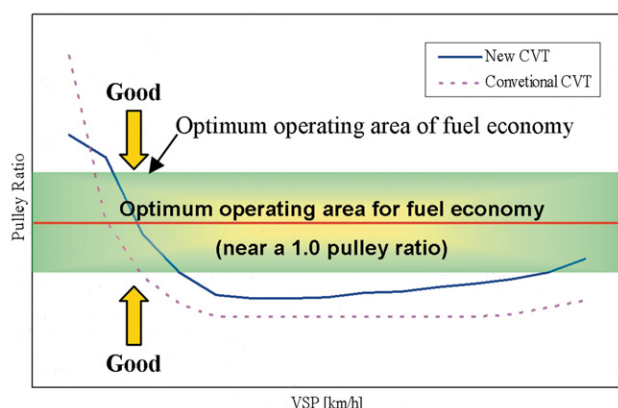 New CVT
Convetional CVT
Good
Optimum operating area of fuel economy
Pulley Ratio
Optimum operating area for fuel economy
(near a 1.0 pulley ratio)
Good
VSP [km/h]